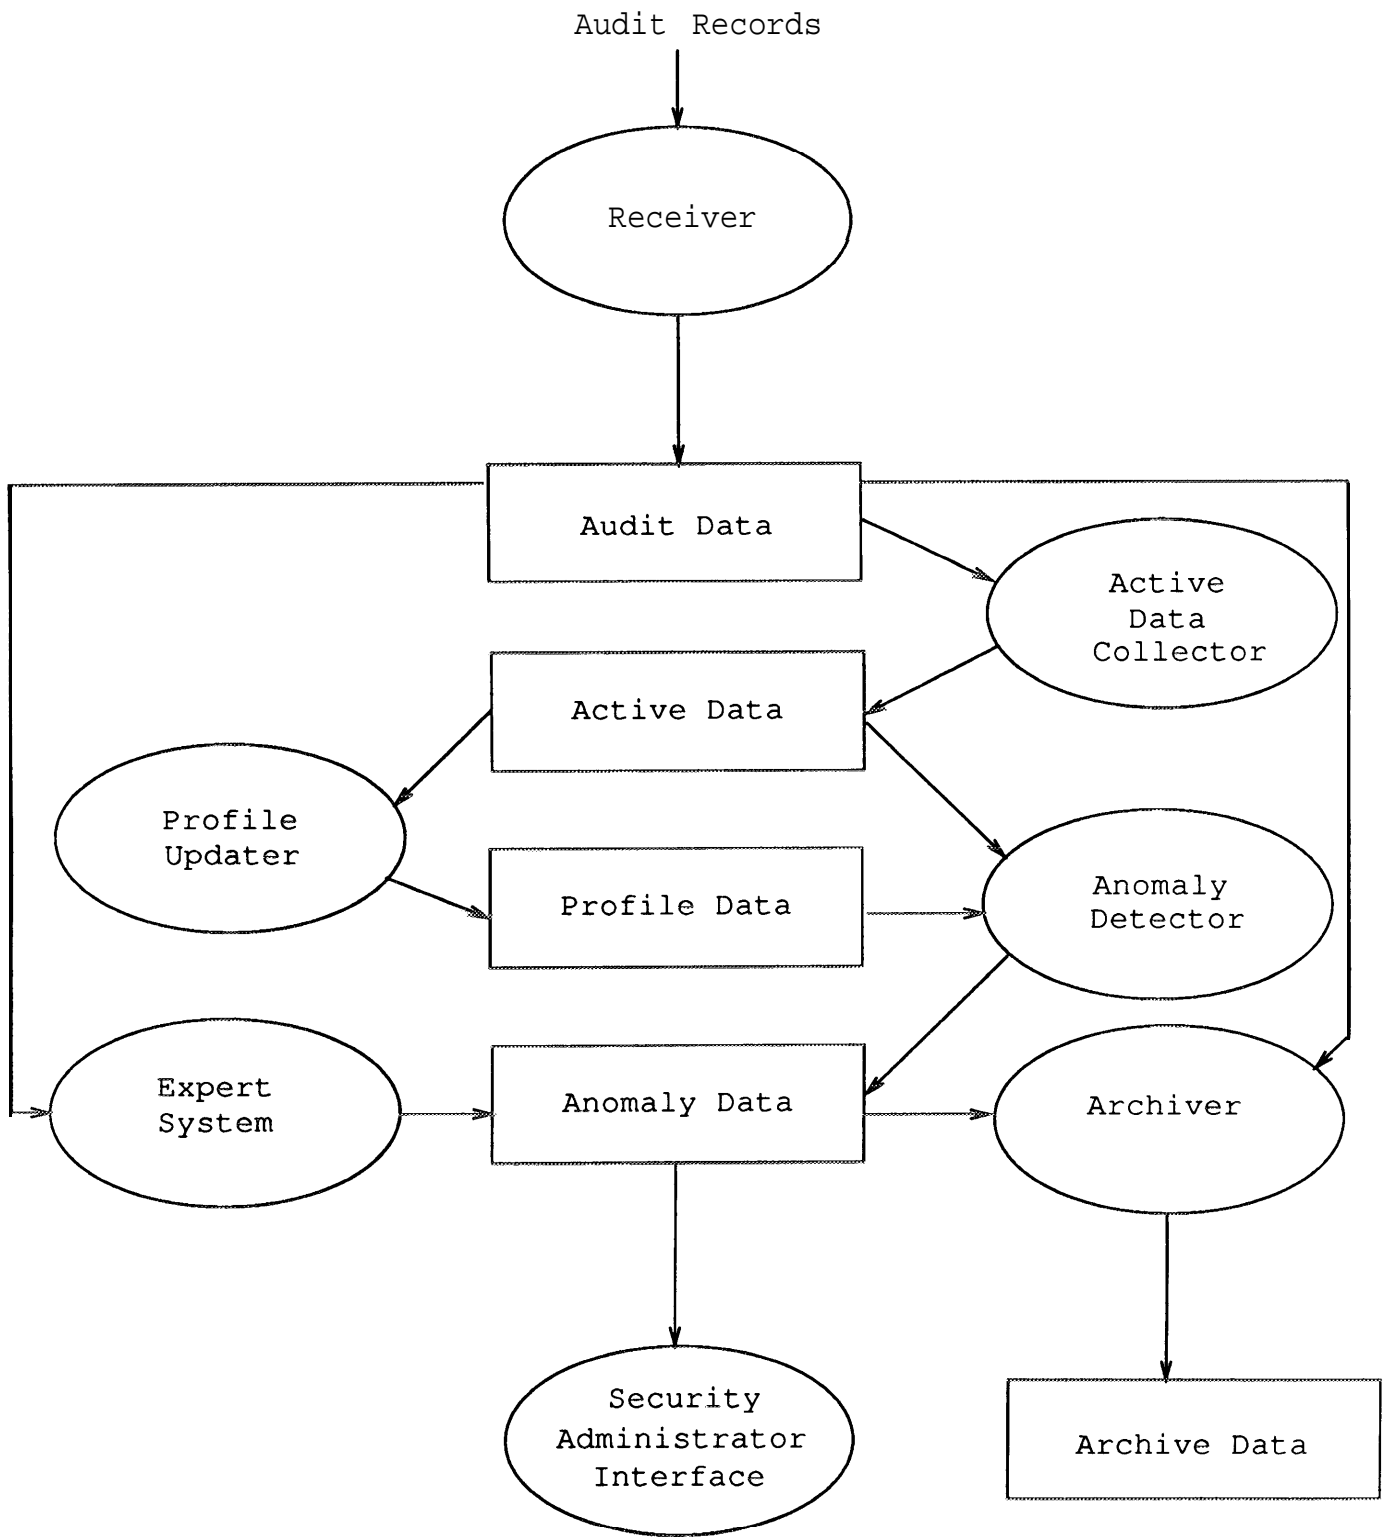 Audit Records
Receiver
Audit Data
Active
Data
Collector
Active Data
Profile
Updater
Profile Data
Anomaly
Detector
Expert
System
Anomaly Data
Archiver
Security
Administrator
Interface
Archive Data